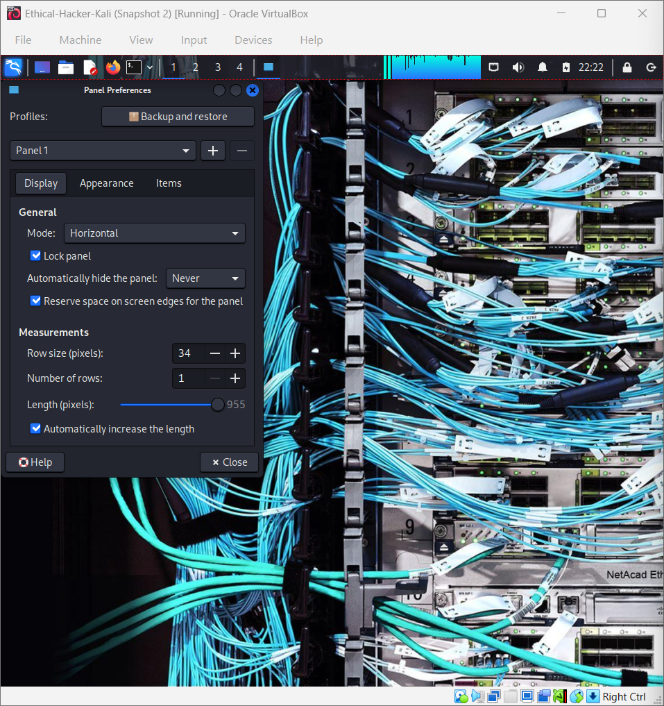 Ethical-Hacker-Kali (Snapshot 2) [Running] - Oracle VirtualBox
File Machine View Input Devices Help
1 2 3 4 22:22
Panel Preferences
Profiles: Backup and restore
Panel 1
Display Appearance Items
General
Mode: Horizontal
Lock panel
Automatically hide the panel: Never
Reserve space on screen edges for the panel
Measurements
Row size (pixels): 34
Number of rows: 1
Length (pixels): 955
Automatically increase the length
Help Close
1
2
9
10
NetAcad Eth
Right Ctrl